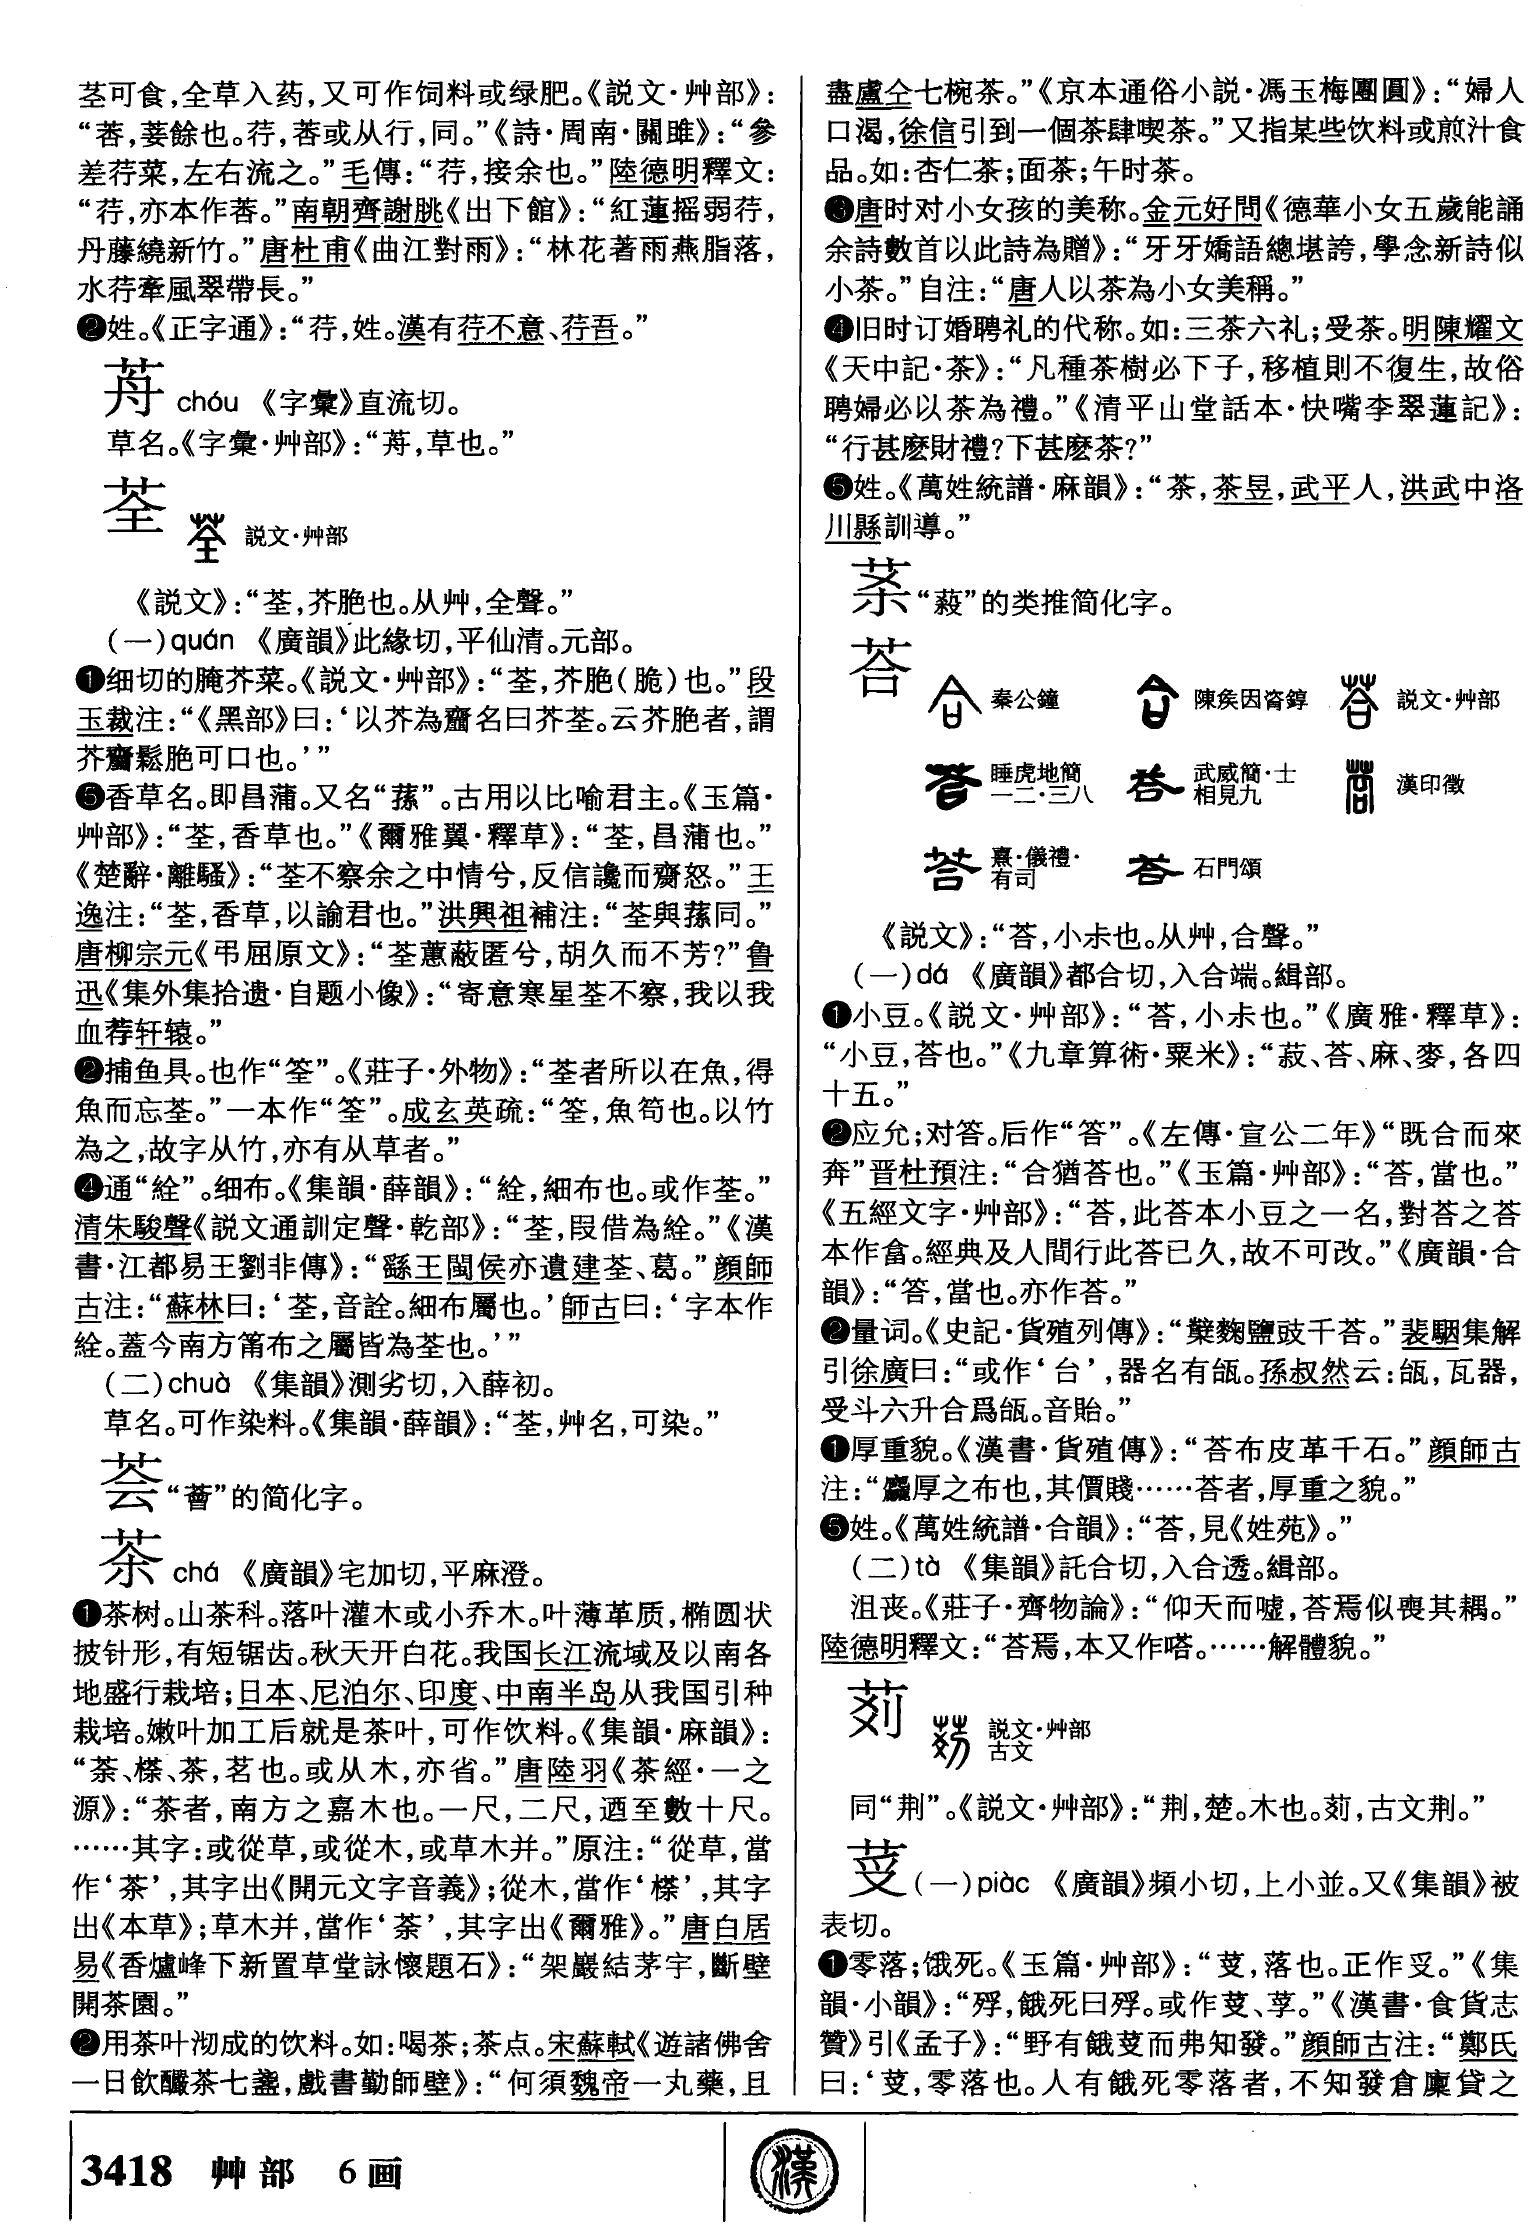 茎可食,全草入药,又可作饲料或绿肥。《説文·艸部》:
“莕,菨餘也。荇,莕或从行,同。”《詩·周南·關雎》:“參
差荇菜,左右流之。”毛傳:“荇,接余也。”陸德明釋文:
“荇,亦本作莕。”南朝齊謝朓《出下館》:“紅蓮摇弱荇,
丹藤繞新竹。”唐杜甫《曲江對雨》:“林花著雨燕脂落,
水荇牽風翠帶長。”
❷姓。《正字通》:“荇,姓。漢有荇不意、荇吾。”
荮 chóu 《字彙》直流切。
草名。《字彙·艸部》:“,草也。”
荃 説文·艸部
《説文》:“荃,芥脃也。从艸,全聲。”
(一)quán 《廣韻》此緣切,平仙清。元部。
❶细切的腌芥菜。《説文·艸部》:“荃,芥脃(脆)也。”段
玉裁注:“《黑部》曰:‘以芥為齏名曰芥荃。云芥脃者,謂
芥齏鬆脃可口也。’”
❺香草名。即昌蒲。又名“蓀”。古用以比喻君主。《玉篇·
艸部》:“荃,香草也。”《爾雅翼·釋草》:“荃,昌蒲也。”
《楚辭·離騷》:“荃不察余之中情兮,反信讒而齌怒。”王
逸注:“荃,香草,以諭君也。”洪興祖補注:“荃與蓀同。”
唐柳宗元《弔屈原文》:“荃蕙蔽匿兮,胡久而不芳?”鲁
迅《集外集拾遗·自题小像》:“寄意寒星荃不察,我以我
血荐轩辕。”
❷捕鱼具。也作“筌”。《莊子·外物》:“荃者所以在魚,得
魚而忘荃。”一本作“筌”。成玄英疏:“筌,魚笱也。以竹
為之,故字从竹,亦有从草者。”
❹通“絟”。细布。《集韻·薛韻》:“絟,細布也。或作荃。”
清朱駿聲《説文通訓定聲·乾部》:“荃,叚借為絟。”《漢
書·江都易王劉非傳》:“繇王閩侯亦遺建荃、葛。”顔師
古注:“蘇林曰:‘荃,音詮。細布屬也。’師古曰:‘字本作
絟。蓋今南方筩布之屬皆為荃也。’”
(二)chuà 《集韻》測劣切,入薛初。
草名。可作染料。《集韻·薛韻》:“荃,艸名,可染。”
荟“薈”的简化字。
茶 chá 《廣韻》宅加切,平麻澄。
❶茶树。山茶科。落叶灌木或小乔木。叶薄革质,椭圆状
披针形,有短锯齿。秋天开白花。我国长江流域及以南各
地盛行栽培;日本、尼泊尔、印度、中南半岛从我国引种
栽培。嫩叶加工后就是茶叶,可作饮料。《集韻·麻韻》:
“荼、樣、茶,茗也。或从木,亦省。”唐陸羽《茶經·一之
源》:“茶者,南方之嘉木也。一尺,二尺,迺至數十尺。
……其字:或從草,或從木,或草木并。”原注:“從草,當
作‘茶’,其字出《開元文字音義》;從木,當作‘搽’,其字
出《本草》;草木并,當作‘荼’,其字出《爾雅》。”唐白居
易《香爐峰下新置草堂詠懷題石》:“架巖結茅宇,斷壁
開茶園。”
❷用茶叶沏成的饮料。如:喝茶;茶点。宋蘇軾《遊諸佛舍
一日飲釅茶七盞,戲書勤師壁》:“何須魏帝一丸藥,且
盡盧仝七椀茶。”《京本通俗小説·馮玉梅團圓》:“婦人
口渴,徐信引到一個茶肆喫茶。”又指某些饮料或煎汁食
品。如:杏仁茶;面茶;午时茶。
❸唐时对小女孩的美称。金元好問《德華小女五歲能誦
余詩數首以此詩為贈》:“牙牙嬌語總堪誇,學念新詩似
小茶。”自注:“唐人以茶為小女美稱。”
❹旧时订婚聘礼的代称。如:三茶六礼;受茶。明陳耀文
《天中記·茶》:“凡種茶樹必下子,移植則不復生,故俗
聘婦必以茶為禮。”《清平山堂話本·快嘴李翠蓮記》:
“行甚麽財禮?下甚麽茶?”
❺姓。《萬姓統譜·麻韻》:“茶,茶昱,武平人,洪武中洛
川縣訓導。”
𦭞“蔱”的类推简化字。
荅 秦公鐘 陳矦因𬁼錞 説文·艸部
睡虎地簡一二·三八 武威簡·士相見九 漢印徵
熹·儀禮·有司 石門頌
《説文》:“荅,小尗也。从艸,合聲。”
(一)dá 《廣韻》都合切,入合端。緝部。
❶小豆。《説文·艸部》:“荅,小尗也。”《廣雅·釋草》:
“小豆,荅也。”《九章算術·粟米》:“菽、荅、麻、麥,各四
十五。”
❷应允;对答。后作“答”。《左傳·宣公二年》“既合而來
奔”晋杜預注:“合猶荅也。”《玉篇·艸部》:“荅,當也。”
《五經文字·艸部》:“荅,此荅本小豆之一名,對荅之荅
本作畣。經典及人間行此荅已久,故不可改。”《廣韻·合
韻》:“答,當也。亦作荅。”
❷量词。《史記·貨殖列傳》:“糱麴鹽豉千荅。”裴駰集解
引徐廣曰:“或作‘台’,器名有瓵。孫叔然云:瓵,瓦器,
受斗六升合爲瓵。音貽。”
❶厚重貌。《漢書·貨殖傳》:“荅布皮革千石。”顔師古
注:“麤厚之布也,其價賤……荅者,厚重之貌。”
❺姓。《萬姓統譜·合韻》:“荅,見《姓苑》。”
(二)tà 《集韻》託合切,入合透。緝部。
沮丧。《莊子·齊物論》:“仰天而嘘,荅焉似喪其耦。”
陸德明釋文:“荅焉,本又作嗒。……解體貌。”
茢 説文·艸部古文
同“荆”。《説文·艸部》:“荆,楚。木也。,古文荆。”
荽(一)piàc 《廣韻》頻小切,上小並。又《集韻》被
表切。
❶零落;饿死。《玉篇·艸部》:“芟,落也。正作𠬪。”《集
韻·小韻》:“殍,餓死曰殍。或作芟、莩。”《漢書·食貨志
贊》引《孟子》:“野有餓芟而弗知發。”顔師古注:“鄭氏
曰:‘芟,零落也。人有餓死零落者,不知發倉廩貸之
3418 艸部 6画
漢